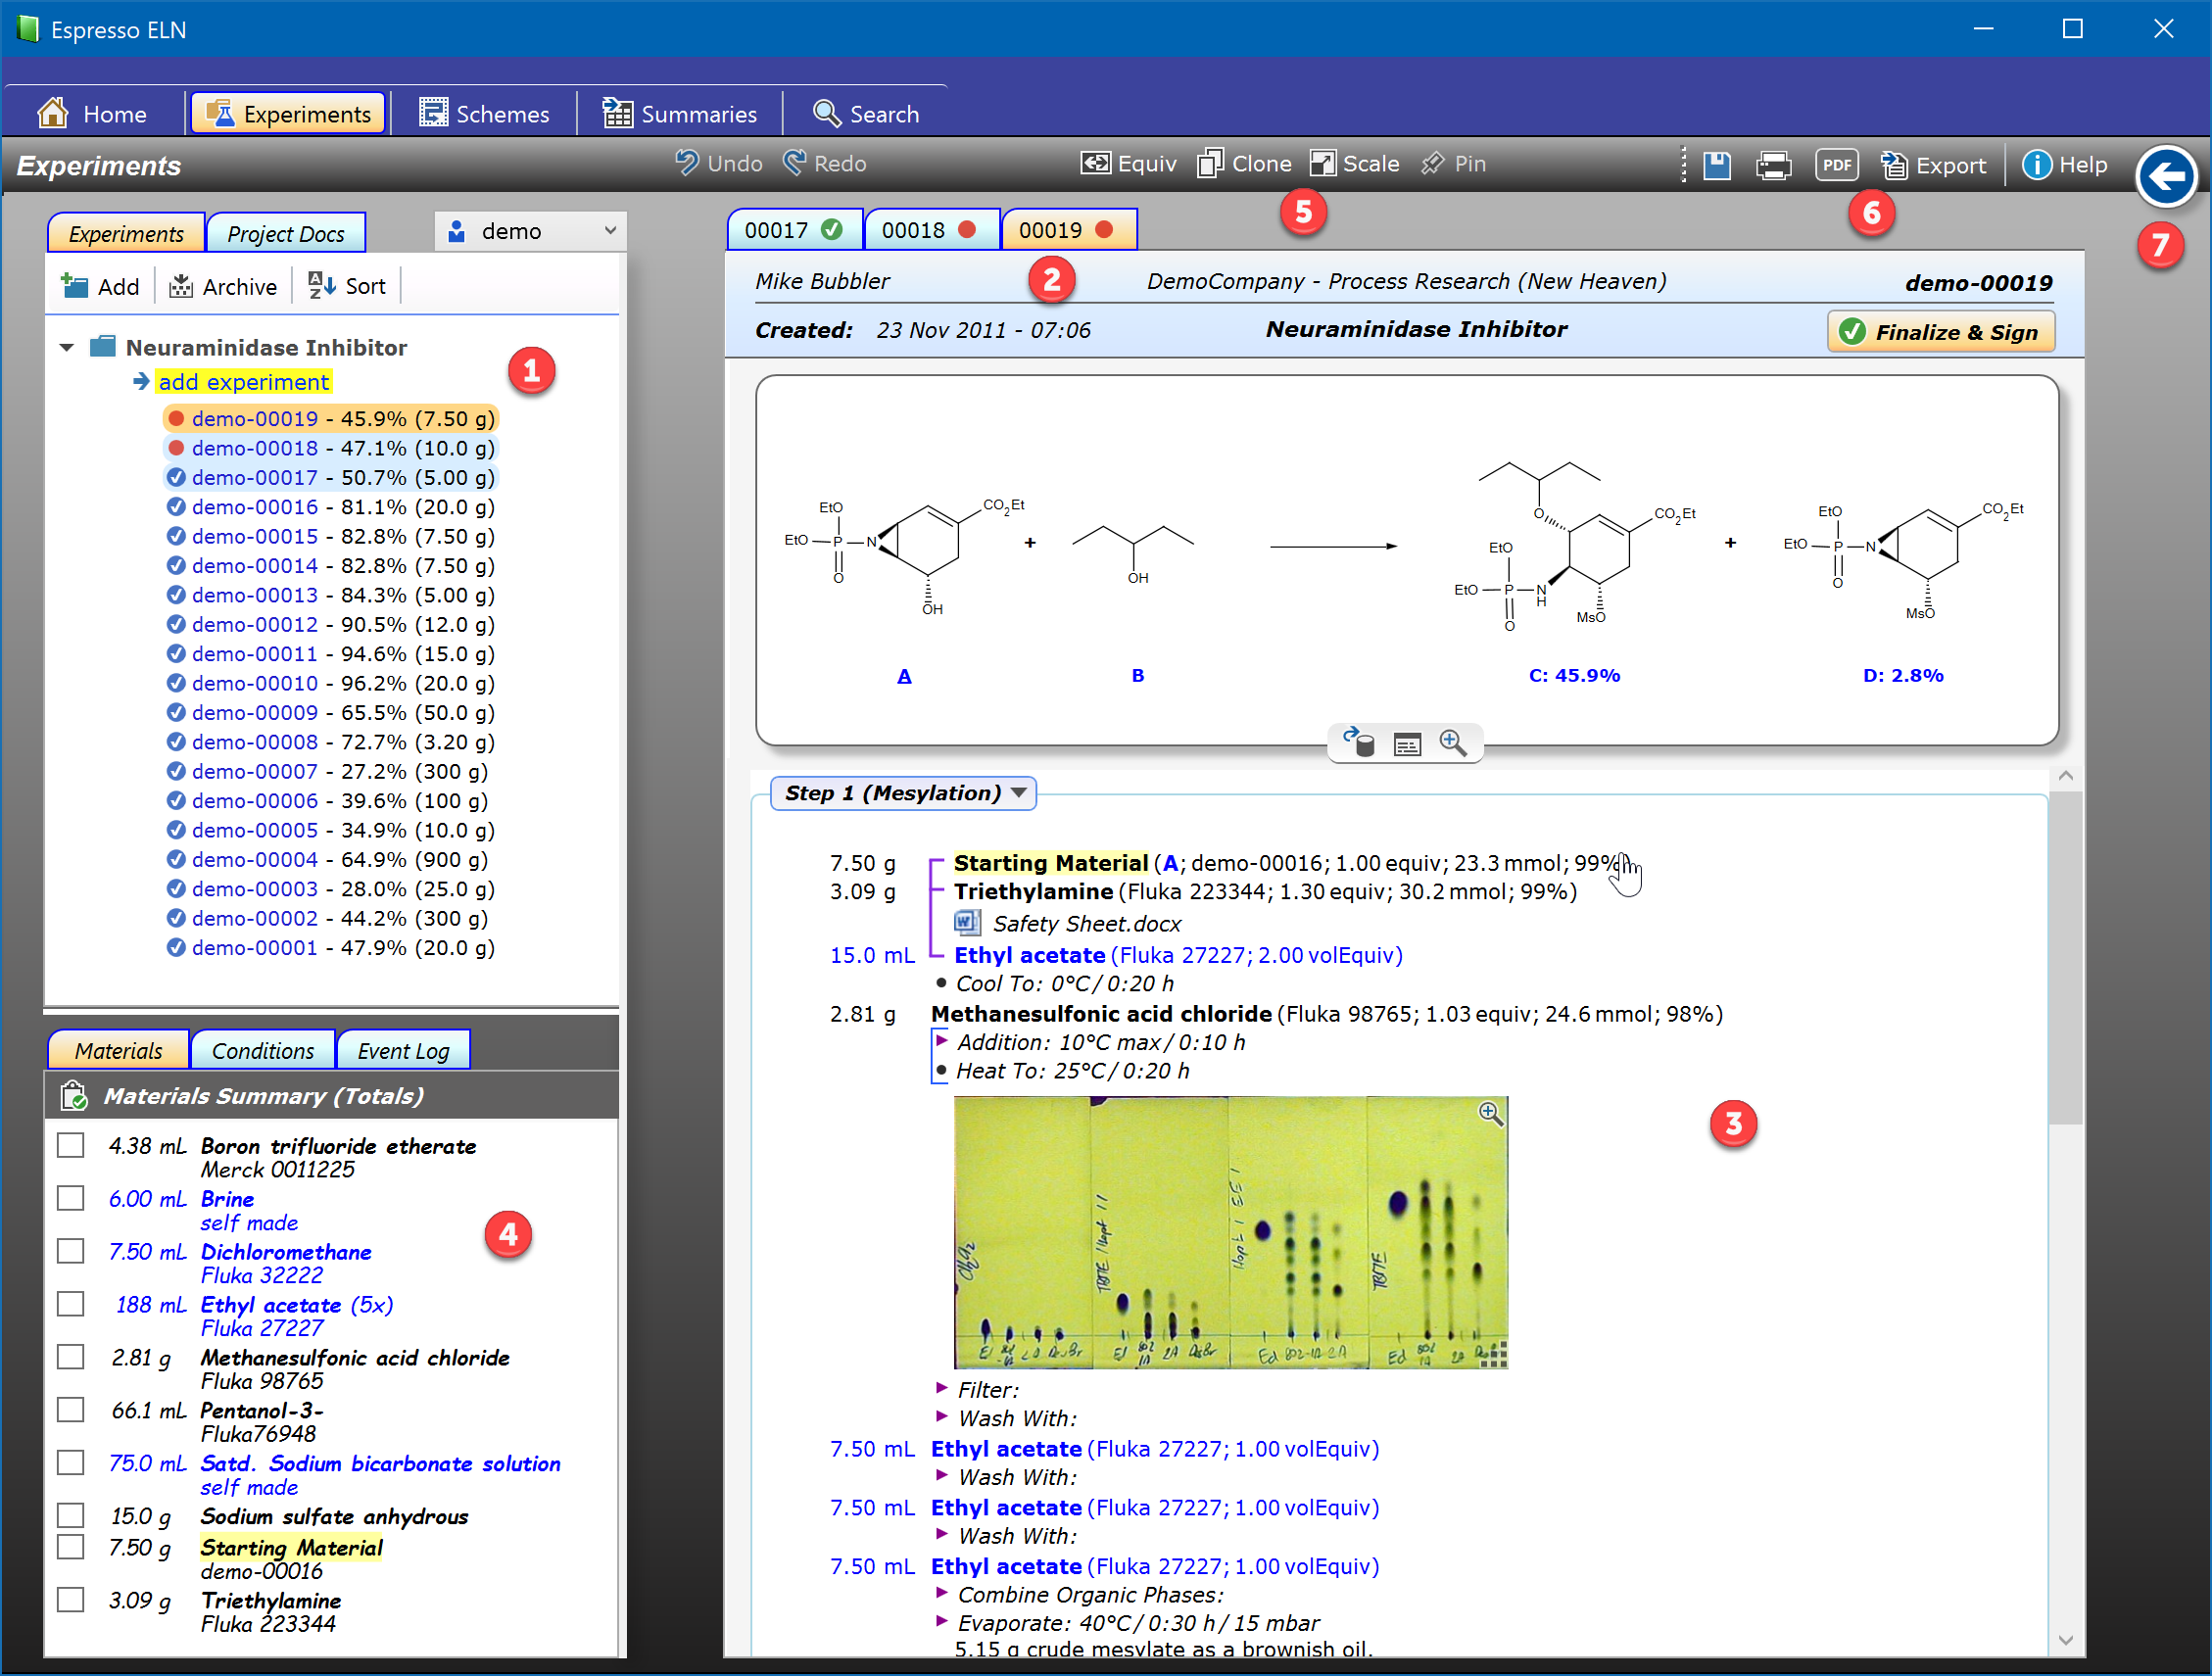 Espresso ELN
Home
Experiments
Schemes
Summaries
Search
Experiments
Undo
Redo
Equiv
Clone
Scale
Pin
PDF
Export
Help
5
6
7
Experiments
Project Docs
demo
Add
Archive
Sort
Neuraminidase Inhibitor
1
add experiment
demo-00019 - 45.9% (7.50 g)
demo-00018 - 47.1% (10.0 g)
demo-00017 - 50.7% (5.00 g)
demo-00016 - 81.1% (20.0 g)
demo-00015 - 82.8% (7.50 g)
demo-00014 - 82.8% (7.50 g)
demo-00013 - 84.3% (5.00 g)
demo-00012 - 90.5% (12.0 g)
demo-00011 - 94.6% (15.0 g)
demo-00010 - 96.2% (20.0 g)
demo-00009 - 65.5% (50.0 g)
demo-00008 - 72.7% (3.20 g)
demo-00007 - 27.2% (300 g)
demo-00006 - 39.6% (100 g)
demo-00005 - 34.9% (10.0 g)
demo-00004 - 64.9% (900 g)
demo-00003 - 28.0% (25.0 g)
demo-00002 - 44.2% (300 g)
demo-00001 - 47.9% (20.0 g)
Materials
Conditions
Event Log
Materials Summary (Totals)
4.38 mL Boron trifluoride etherate
Merck 0011225
6.00 mL Brine
self made
4
7.50 mL Dichloromethane
Fluka 32222
188 mL Ethyl acetate (5x)
Fluka 27227
2.81 g Methanesulfonic acid chloride
Fluka 98765
66.1 mL Pentanol-3-
Fluka76948
75.0 mL Satd. Sodium bicarbonate solution
self made
15.0 g Sodium sulfate anhydrous
7.50 g Starting Material
demo-00016
3.09 g Triethylamine
Fluka 223344
00017
00018
00019
Mike Bubbler
2
DemoCompany - Process Research (New Heaven)
demo-00019
Created: 23 Nov 2011 - 07:06
Neuraminidase Inhibitor
Finalize & Sign
EtO
EtO
P
O
N
CO2Et
OH
+
OH
O
CO2Et
EtO
EtO
P
O
N
H
MsO
+
EtO
EtO
P
O
N
CO2Et
MsO
A
B
C: 45.9%
D: 2.8%
Step 1 (Mesylation)
7.50 g Starting Material (A; demo-00016; 1.00 equiv; 23.3 mmol; 99%)
3.09 g Triethylamine (Fluka 223344; 1.30 equiv; 30.2 mmol; 99%)
Safety Sheet.docx
15.0 mL Ethyl acetate (Fluka 27227; 2.00 volEquiv)
Cool To: 0°C / 0:20 h
2.81 g Methanesulfonic acid chloride (Fluka 98765; 1.03 equiv; 24.6 mmol; 98%)
Addition: 10°C max / 0:10 h
Heat To: 25°C / 0:20 h
3
Filter:
Wash With:
7.50 mL Ethyl acetate (Fluka 27227; 1.00 volEquiv)
Wash With:
7.50 mL Ethyl acetate (Fluka 27227; 1.00 volEquiv)
Wash With:
7.50 mL Ethyl acetate (Fluka 27227; 1.00 volEquiv)
Combine Organic Phases:
Evaporate: 40°C / 0:30 h / 15 mbar
5.15 g crude mesylate as a brownish oil.